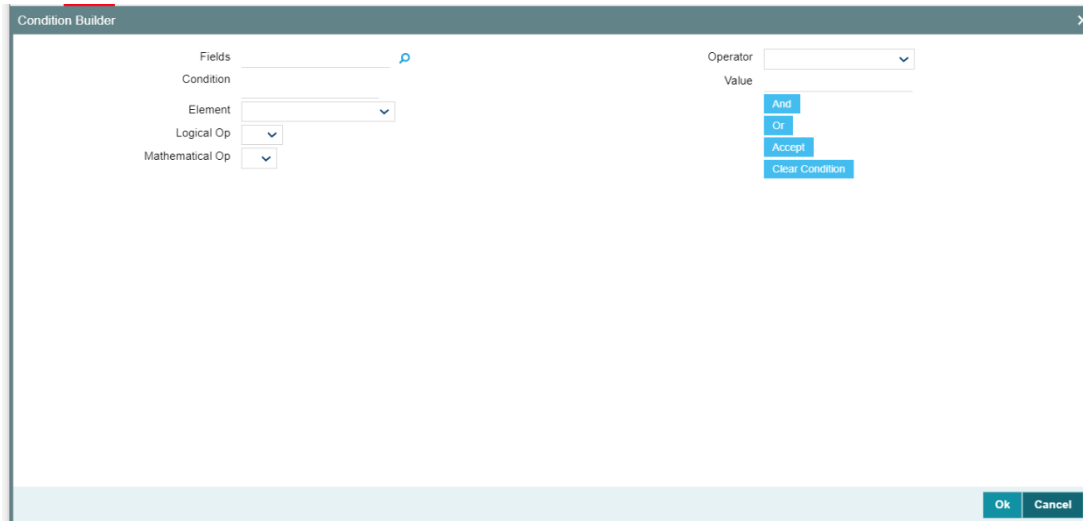 Condition Builder
Fields
Condition
Element
Logical Op
Mathematical Op
Operator
Value
And
Or
Accept
Clear Condition
Ok
Cancel